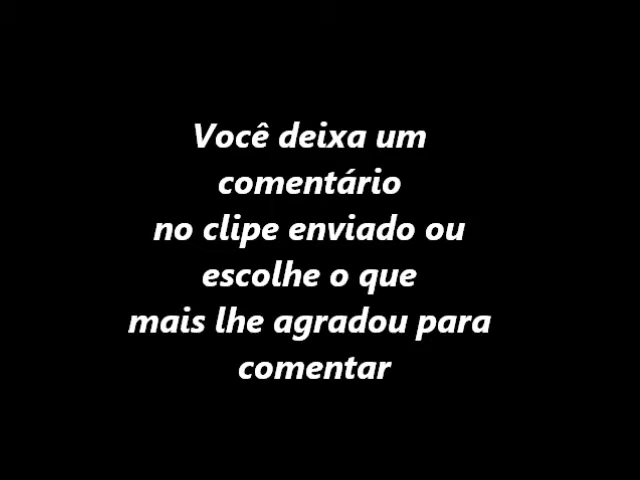 Você deixa um
comentário
no clipe enviado ou
escolhe o que
mais lhe agradou para
comentar